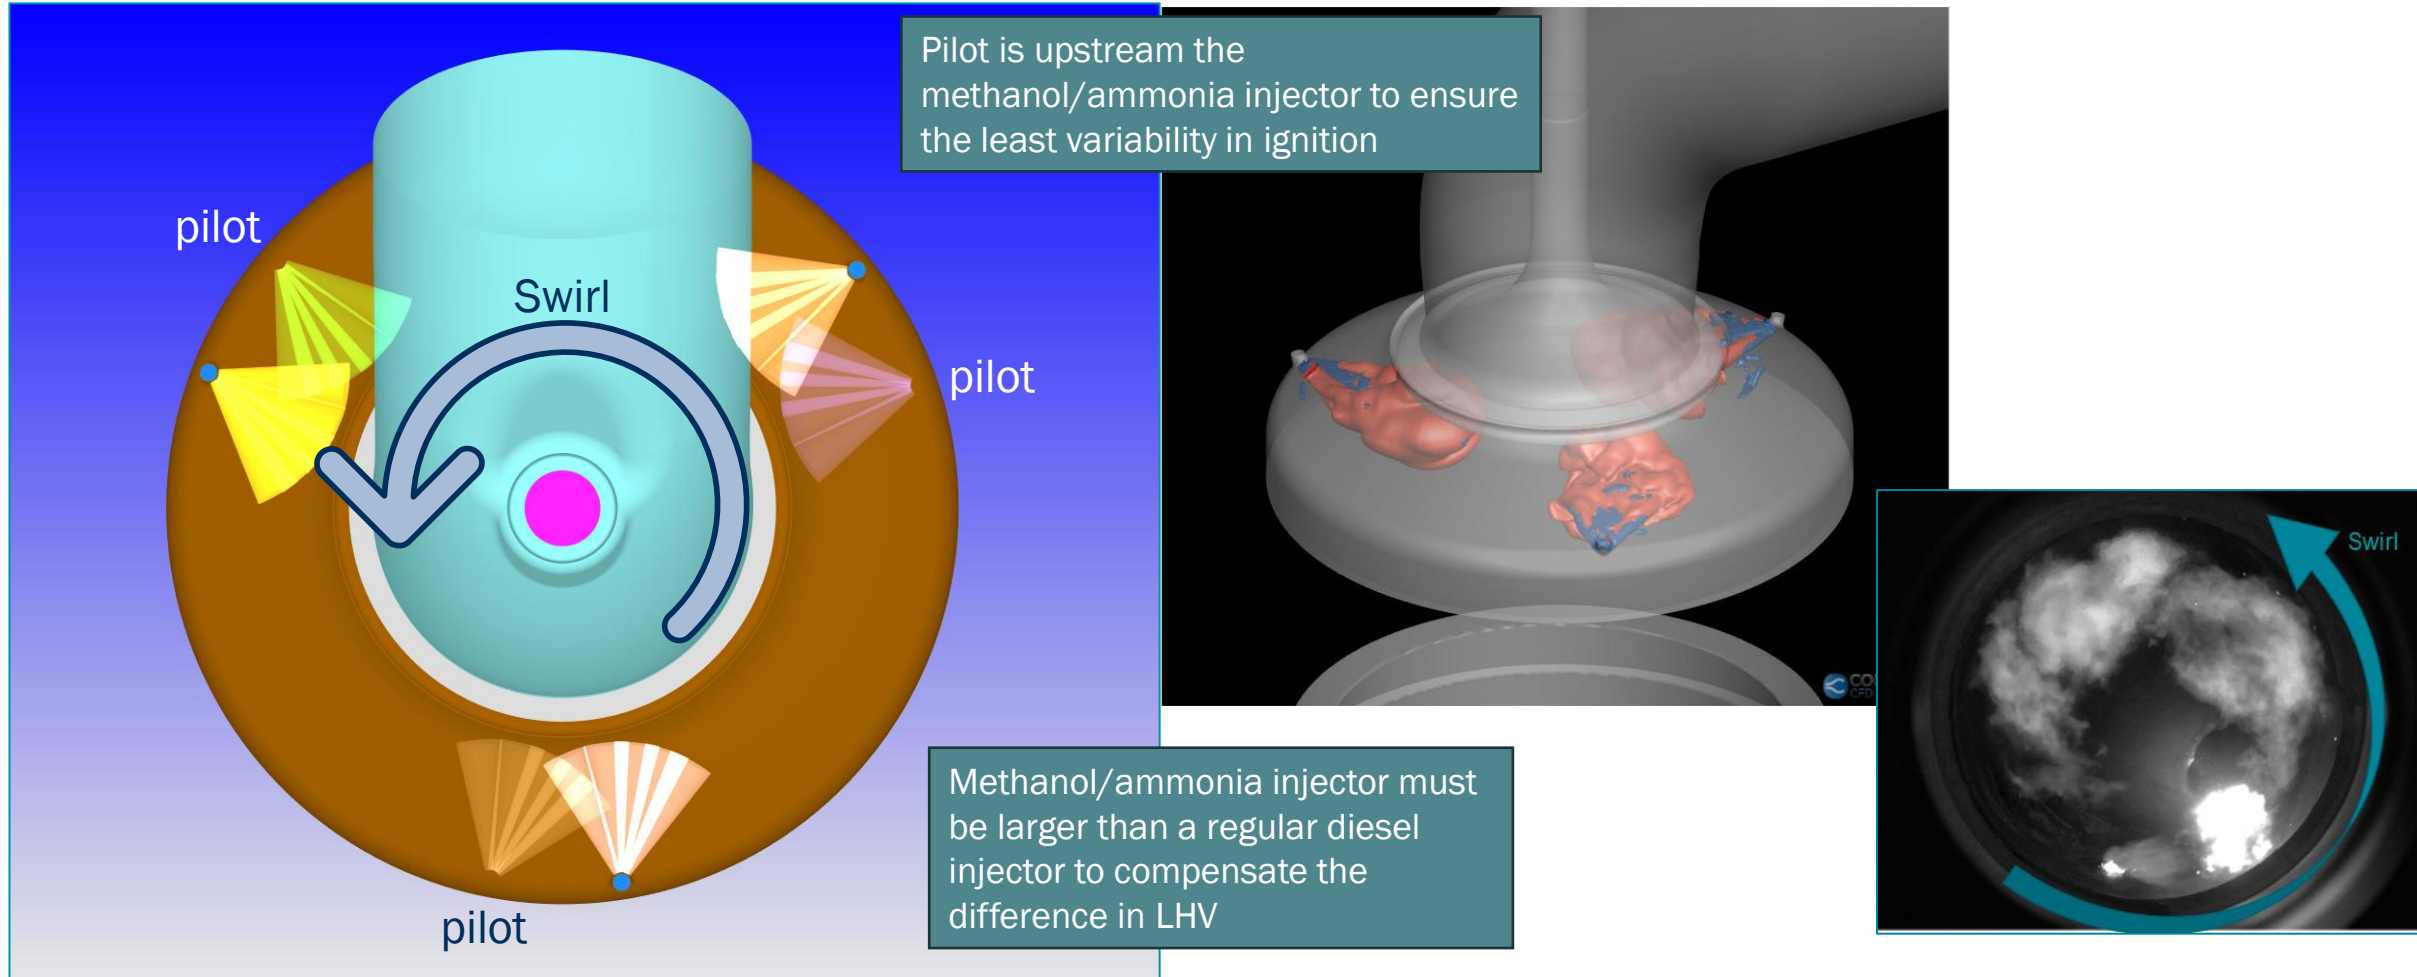 Pilot is upstream the
methanol/ammonia injector to ensure
the least variability in ignition
pilot
Swirl
pilot
Swirl
Methanol/ammonia injector must
be larger than a regular diesel
injector to compensate the
difference in LHV
pilot
CFD